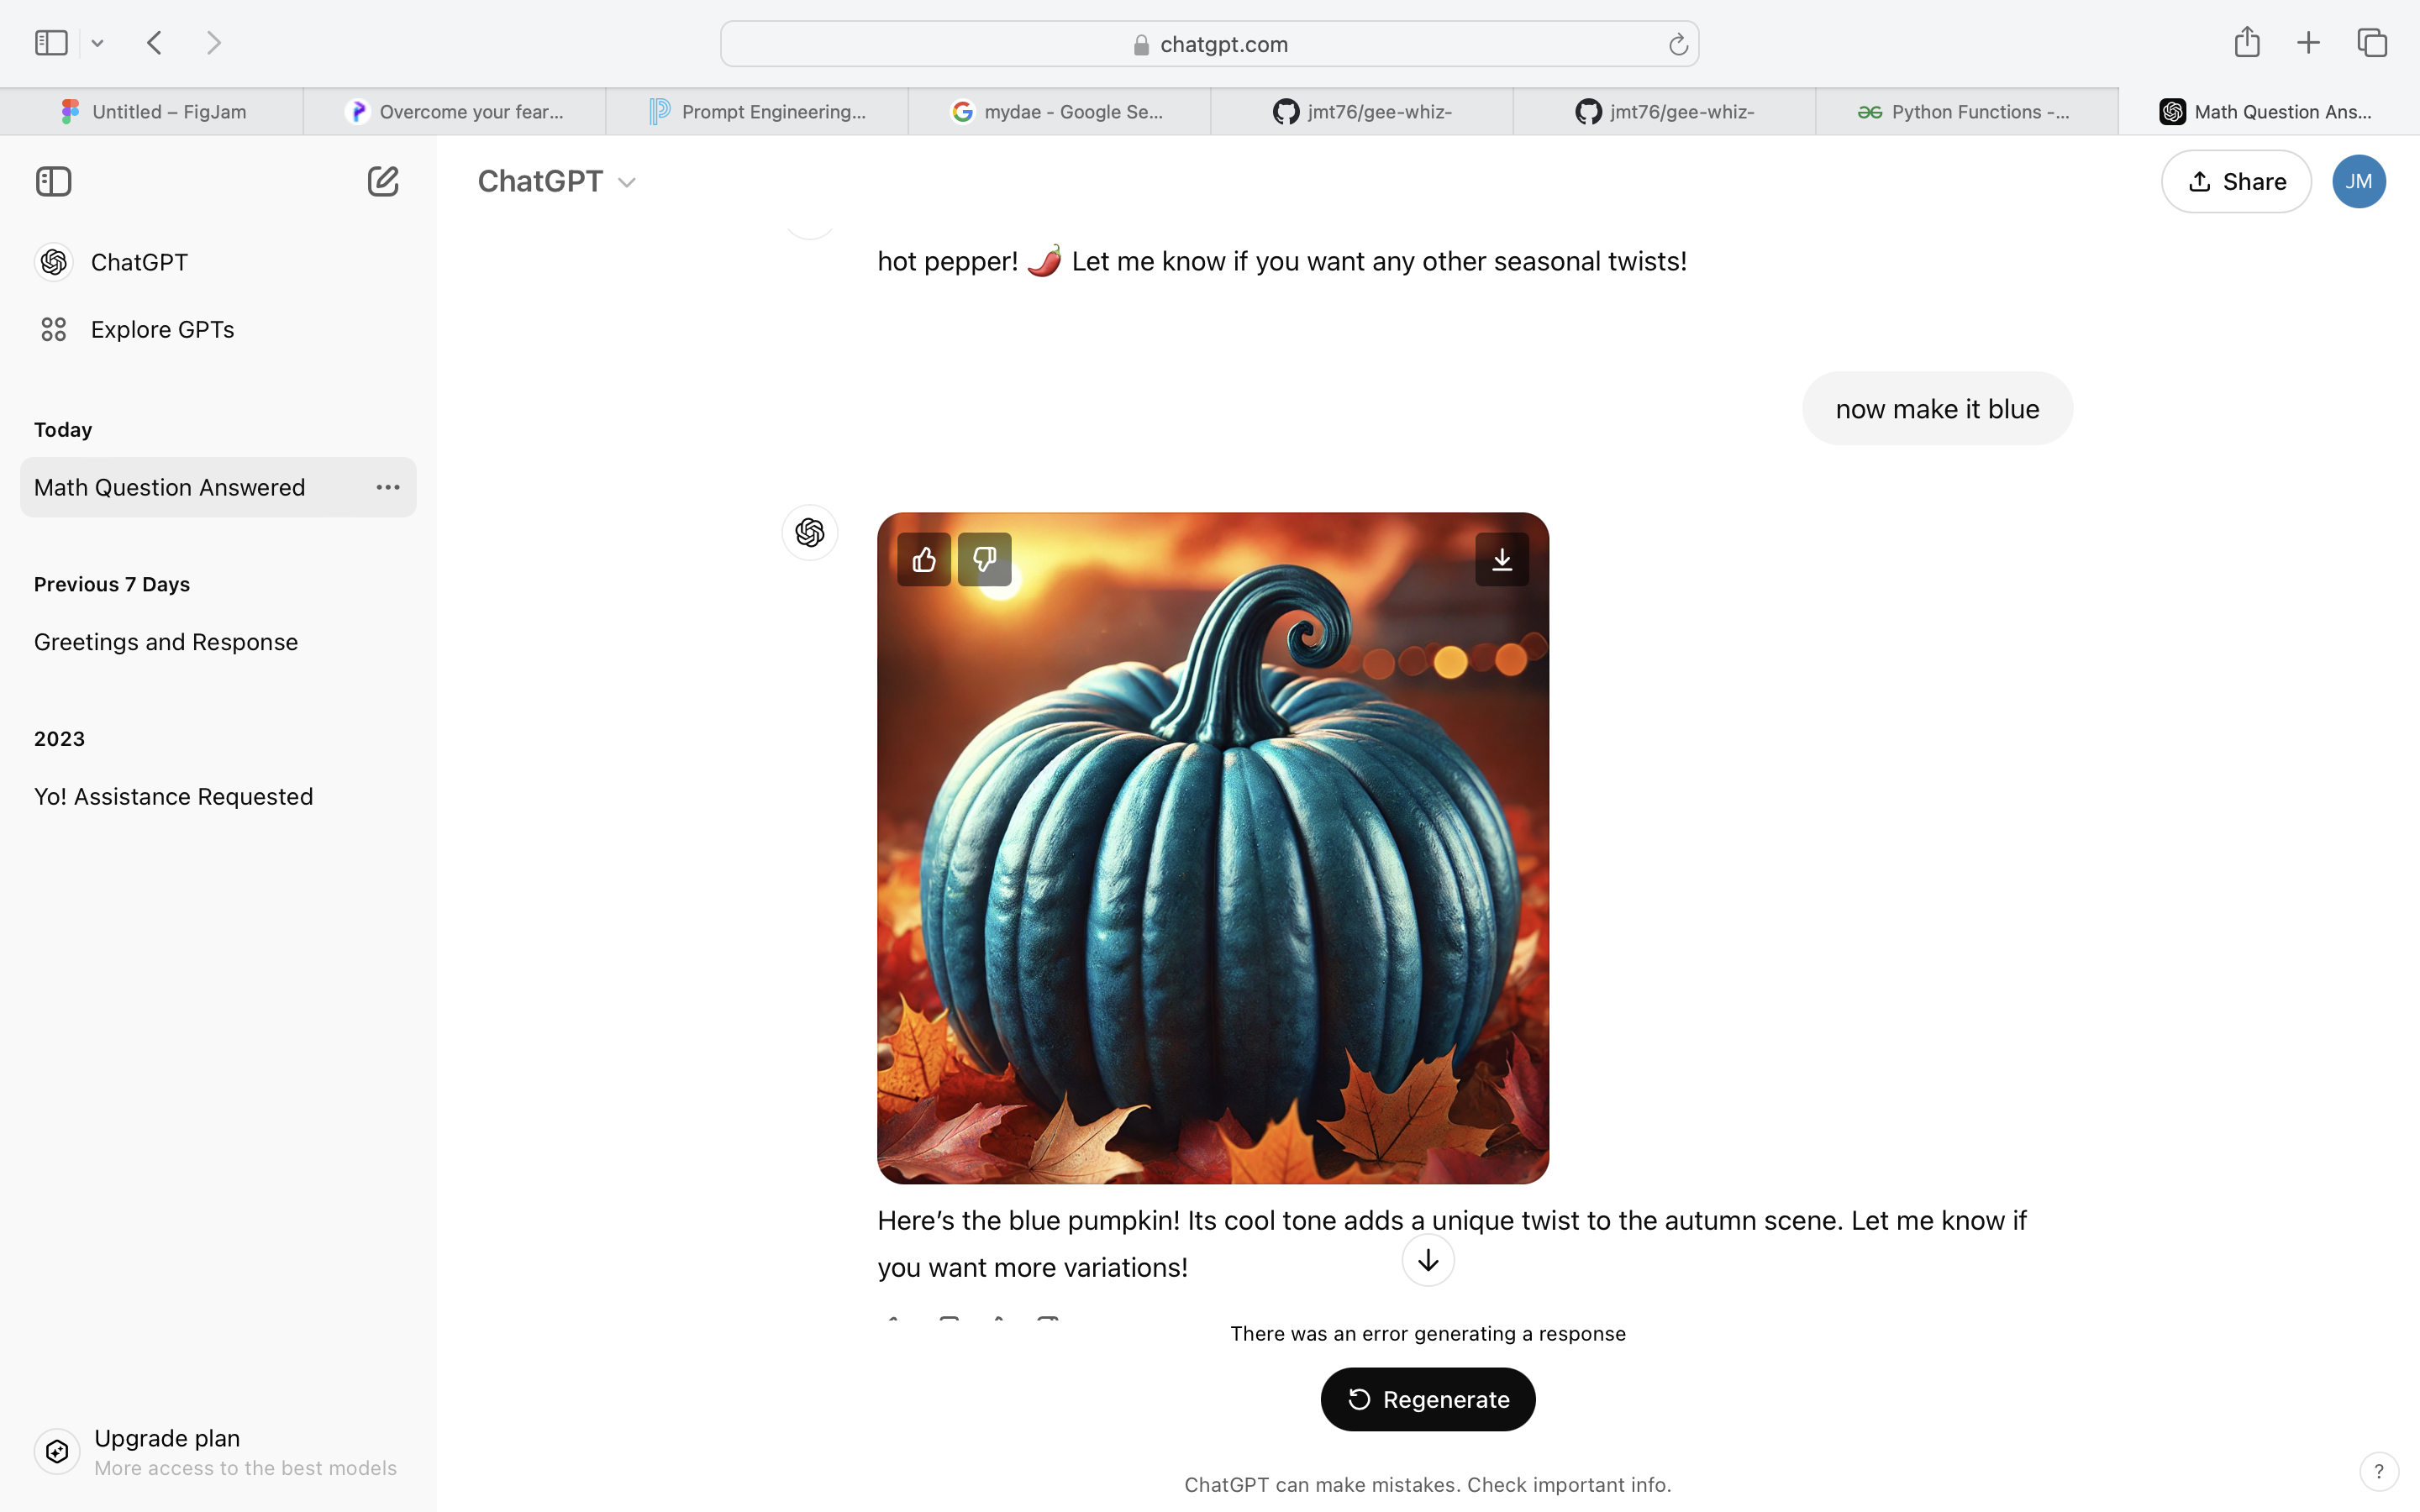 chatgpt.com
Untitled – FigJam
Overcome your fear...
Prompt Engineering...
mydae - Google Se...
jmt76/gee-whiz-
jmt76/gee-whiz-
Python Functions -...
Math Question Ans...
ChatGPT
Share
JM
ChatGPT
Explore GPTs
Today
Math Question Answered
Previous 7 Days
Greetings and Response
2023
Yo! Assistance Requested
Upgrade plan
More access to the best models
hot pepper! 🌶️ Let me know if you want any other seasonal twists!
now make it blue
Here’s the blue pumpkin! Its cool tone adds a unique twist to the autumn scene. Let me know if
you want more variations!
There was an error generating a response
Regenerate
ChatGPT can make mistakes. Check important info.
?